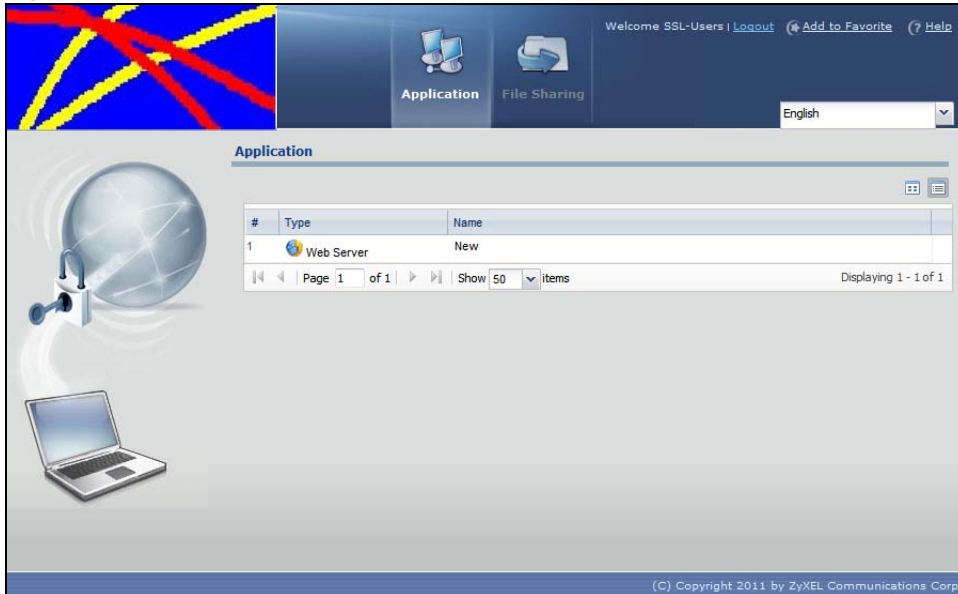 Welcome SSL-Users | Logout Add to Favorite ? Help
Application File Sharing
English
Application
# Type Name
1 Web Server New
Page 1 of 1 Show 50 items Displaying 1 - 1 of 1
(C) Copyright 2011 by ZyXEL Communications Corp